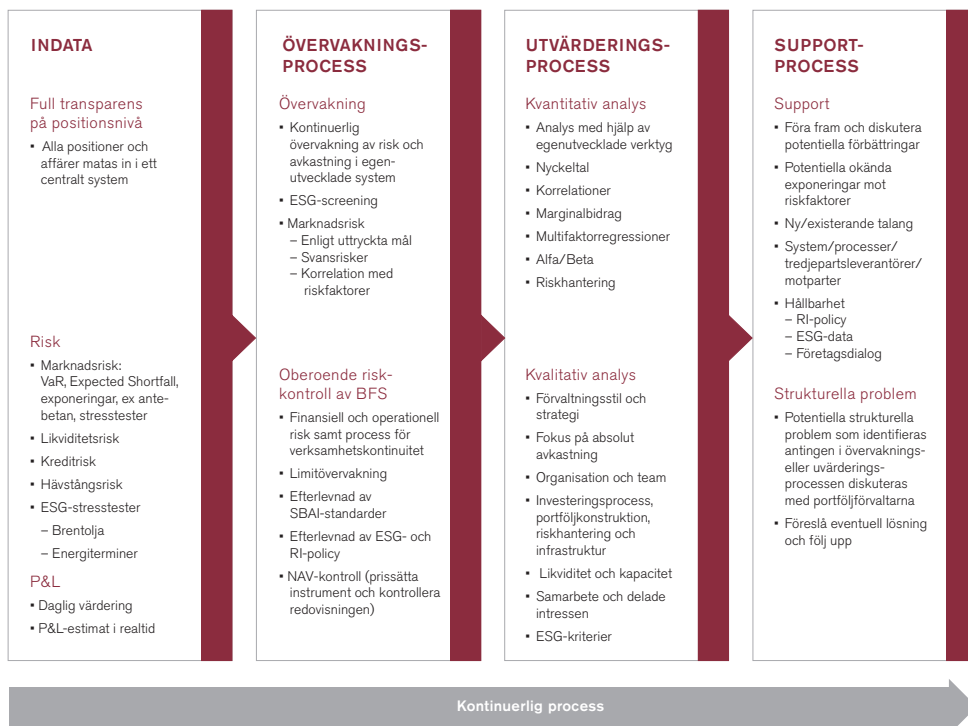 INDATA
Full transparens
på positionsnivå
▪ Alla positioner och
affärer matas in i ett
centralt system
Risk
▪ Marknadsrisk:
VaR, Expected Shortfall,
exponeringar, ex ante-
betan, stresstester
▪ Likviditetsrisk
▪ Kreditrisk
▪ Hävstångsrisk
▪ ESG-stresstester
– Brentolja
– Energiterminer
P&L
▪ Daglig värdering
▪ P&L-estimat i realtid
ÖVERVAKNINGS-
PROCESS
Övervakning
▪ Kontinuerlig
övervakning av risk och
avkastning i egen-
utvecklade system
▪ ESG-screening
▪ Marknadsrisk
– Enligt uttryckta mål
– Svansrisker
– Korrelation med
riskfaktorer
Oberoende risk-
kontroll av BFS
▪ Finansiell och operationell
risk samt process för
verksamhetskontinuitet
▪ Limitövervakning
▪ Efterlevnad av
SBAI-standarder
▪ Efterlevnad av ESG- och
RI-policy
▪ NAV-kontroll (prissätta
instrument och kontrollera
redovisningen)
UTVÄRDERINGS-
PROCESS
Kvantitativ analys
▪ Analys med hjälp av
egenutvecklade verktyg
▪ Nyckeltal
▪ Korrelationer
▪ Marginalbidrag
▪ Multifaktorregressioner
▪ Alfa/Beta
▪ Riskhantering
Kvalitativ analys
▪ Förvaltningsstil och
strategi
▪ Fokus på absolut
avkastning
▪ Organisation och team
▪ Investeringsprocess,
portföljkonstruktion,
riskhantering och
infrastruktur
▪ Likviditet och kapacitet
▪ Samarbete och delade
intressen
▪ ESG-kriterier
SUPPORT-
PROCESS
Support
▪ Föra fram och diskutera
potentiella förbättringar
▪ Potentiella okända
exponeringar mot
riskfaktorer
▪ Ny/existerande talang
▪ System/processer/
tredjepartsleverantörer/
motparter
▪ Hållbarhet
– RI-policy
– ESG-data
– Företagsdialog
Strukturella problem
▪ Potentiella strukturella
problem som identifieras
antingen i övervaknings-
eller uvärderings-
processen diskuteras
med portföljförvaltarna
▪ Föreslå eventuell lösning
och följ upp
Kontinuerlig process